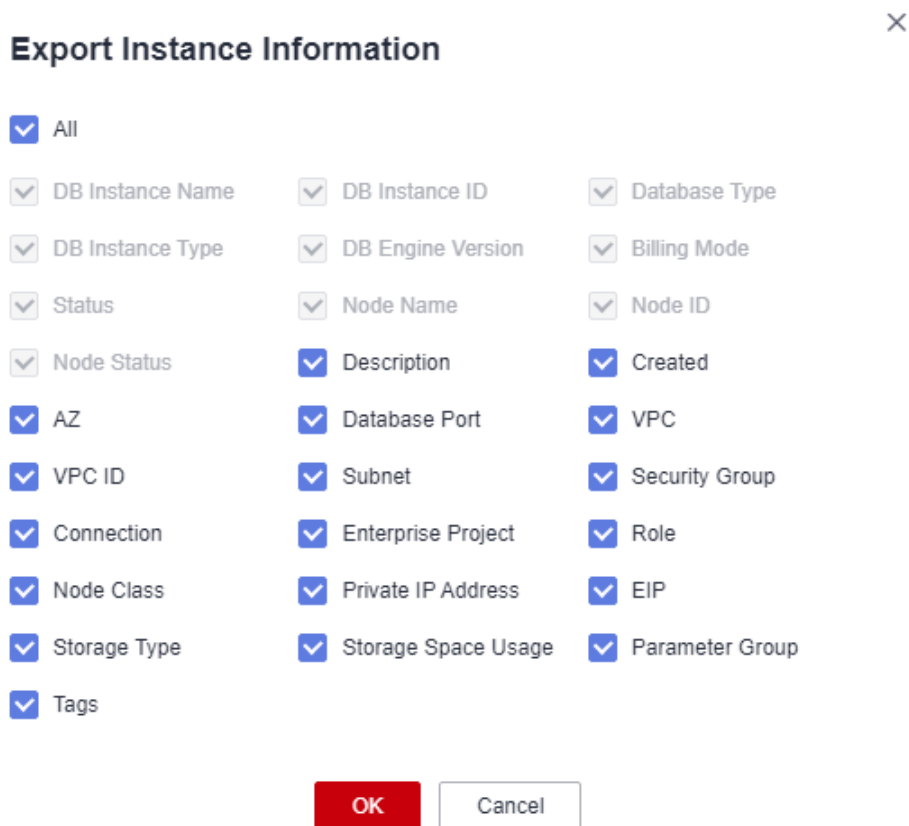 Export Instance Information
All
DB Instance Name DB Instance ID Database Type
DB Instance Type DB Engine Version Billing Mode
Status Node Name Node ID
Node Status Description Created
AZ Database Port VPC
VPC ID Subnet Security Group
Connection Enterprise Project Role
Node Class Private IP Address EIP
Storage Type Storage Space Usage Parameter Group
Tags
OK Cancel